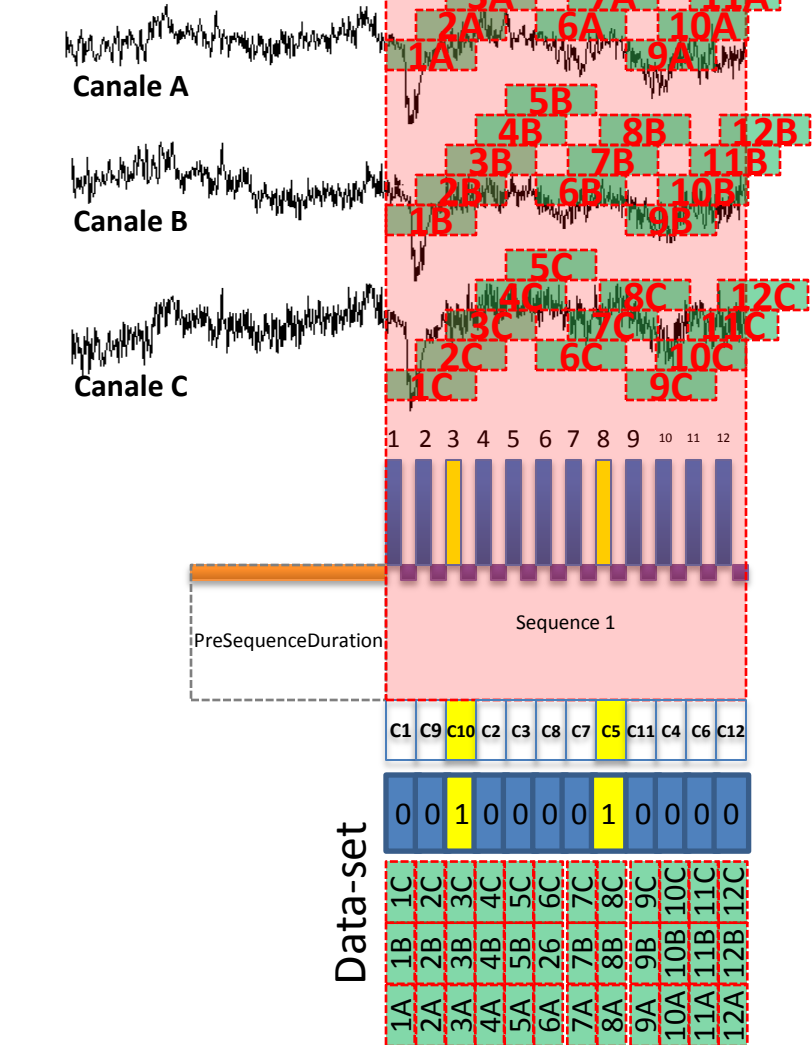 3A 7A 11A
2A 6A 10A
1A 9A
Canale A
5B
4B 8B 12B
3B 7B 11B
2B 6B 10B
1B 9B
Canale B
5C
4C 8C 12C
3C 7C 11C
2C 6C 10C
1C 9C
Canale C
1 2 3 4 5 6 7 8 9 10 11 12
Sequence 1
PreSequenceDuration
C1 C9 C10 C2 C3 C8 C7 C5 C11 C4 C6 C12
0 0 1 0 0 0 0 1 0 0 0 0
Data-set
1C 2C 3C 4C 5C 6C 7C 8C 9C 10C 11C 12C
1B 2B 3B 4B 5B 26 7B 8B 9B 10B 11B 12B
1A 2A 3A 4A 5A 6A 7A 8A 9A 10A 11A 12A